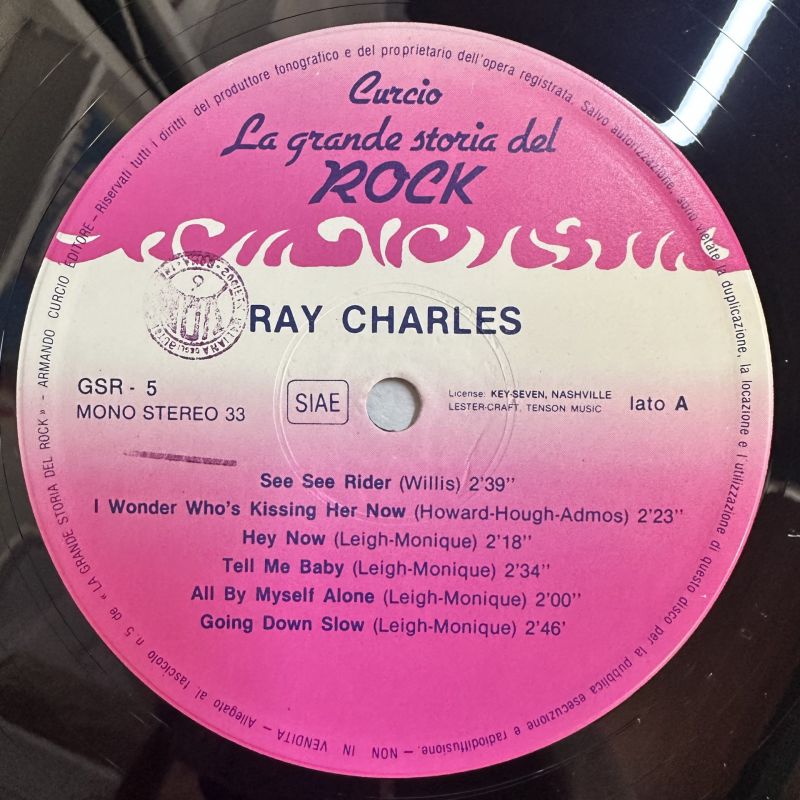 Curcio
La grande storia del
ROCK
RAY CHARLES
GSR - 5
MONO STEREO 33
SIAE
License: KEY-SEVEN, NASHVILLE
LESTER-CRAFT, TENSON MUSIC
lato A
See See Rider (Willis) 2'39''
I Wonder Who's Kissing Her Now (Howard-Hough-Admos) 2'23''
Hey Now (Leigh-Monique) 2'18''
Tell Me Baby (Leigh-Monique) 2'34''
All By Myself Alone (Leigh-Monique) 2'00''
Going Down Slow (Leigh-Monique) 2'46'
Allegato al fascicolo n 5 de « LA GRANDE STORIA DEL ROCK » - ARMANDO CURCIO EDITORE - Riservati tutti i diritti del produttore fonografico e del proprietario dell'opera registrata. Salvo autorizzazione, sono vietate la duplicazione, la locazione e l'utilizzazione di questo disco per la pubblica esecuzione e radiodiffusione. — NON IN VENDITA -